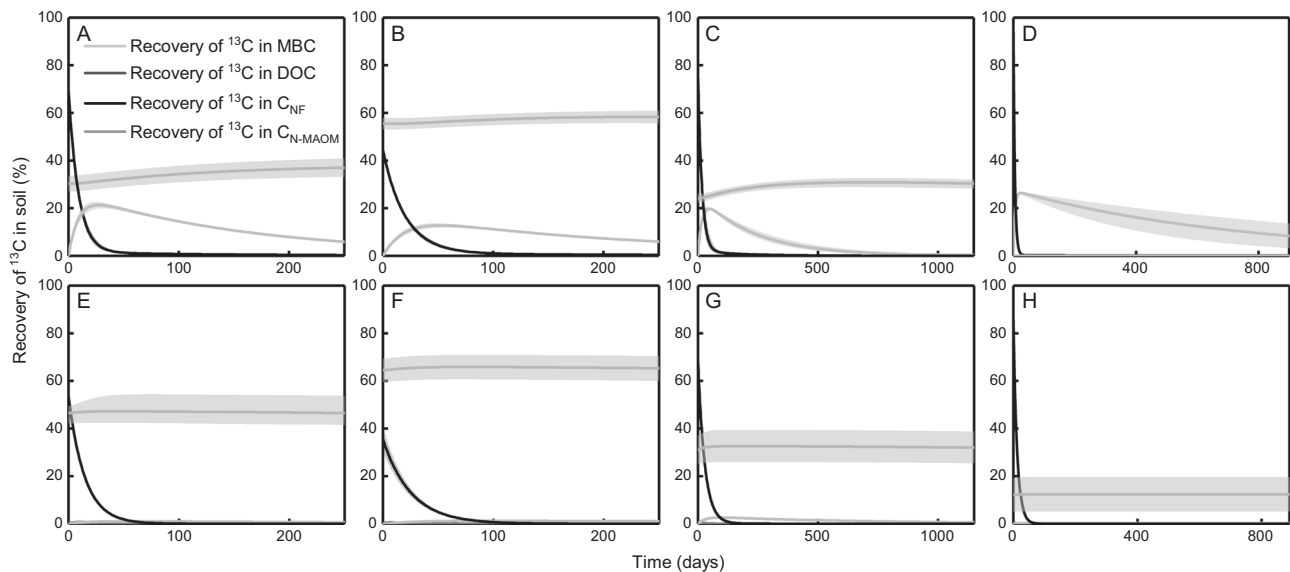 100
80
60
40
20
0
A
Recovery of ¹³C in MBC
Recovery of ¹³C in DOC
Recovery of ¹³C in C_NF
Recovery of ¹³C in C_N-MAOM
0 100 200
100
80
60
40
20
0
B
0 100 200
100
80
60
40
20
0
C
0 500 1000
100
80
60
40
20
0
D
0 400 800
Recovery of ¹³C in soil (%)
100
80
60
40
20
0
E
0 100 200
100
80
60
40
20
0
F
0 100 200
100
80
60
40
20
0
G
0 500 1000
100
80
60
40
20
0
H
0 400 800
Time (days)